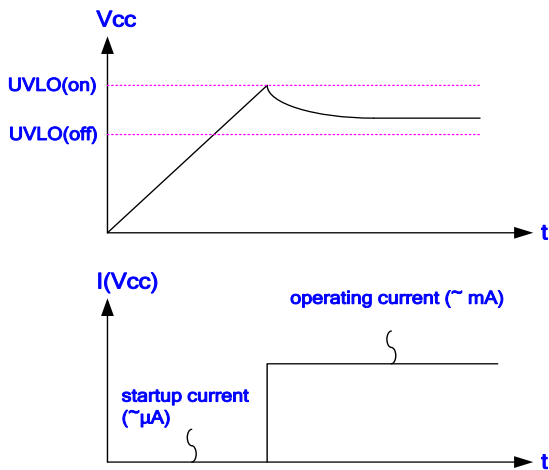 Vcc
UVLO(on)
UVLO(off)
t
I(Vcc)
operating current (~ mA)
startup current
(~μA)
t